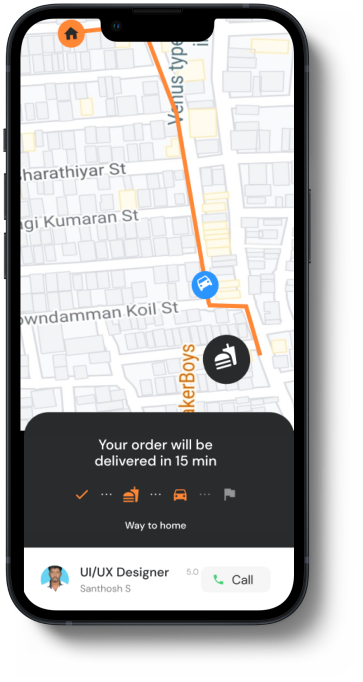 Venus type
i
harathiyar St
agi Kumaran St
owndamman Koil St
akerBoys
Your order will be
delivered in 15 min
Way to home
UI/UX Designer
5.0
Call
Santhosh S